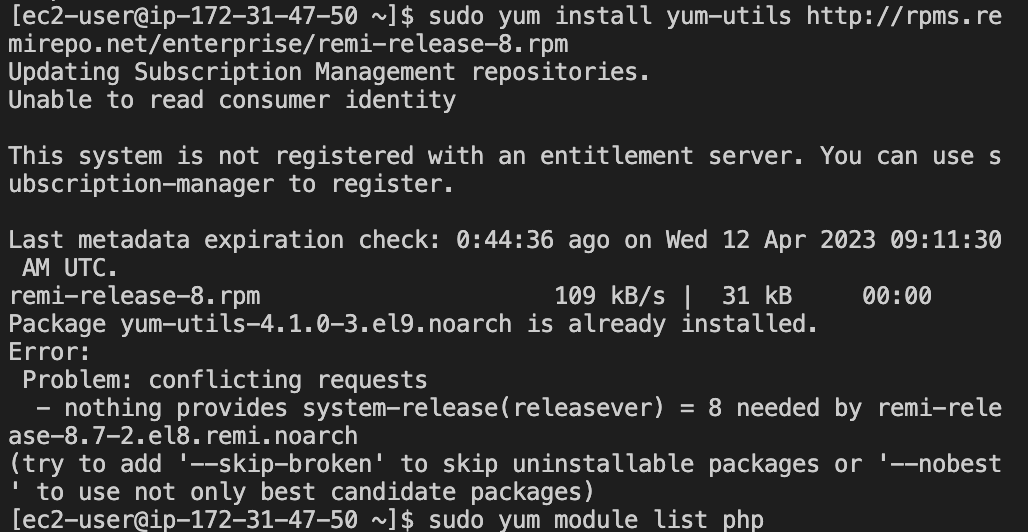 [ec2-user@ip-172-31-47-50 ~]$ sudo yum install yum-utils http://rpms.re
mirepo.net/enterprise/remi-release-8.rpm
Updating Subscription Management repositories.
Unable to read consumer identity
This system is not registered with an entitlement server. You can use s
ubscription-manager to register.
Last metadata expiration check: 0:44:36 ago on Wed 12 Apr 2023 09:11:30
 AM UTC.
remi-release-8.rpm                     109 kB/s |  31 kB     00:00
Package yum-utils-4.1.0-3.el9.noarch is already installed.
Error:
 Problem: conflicting requests
  - nothing provides system-release(releasever) = 8 needed by remi-rele
ase-8.7-2.el8.remi.noarch
(try to add '--skip-broken' to skip uninstallable packages or '--nobest
' to use not only best candidate packages)
[ec2-user@ip-172-31-47-50 ~]$ sudo yum module list php